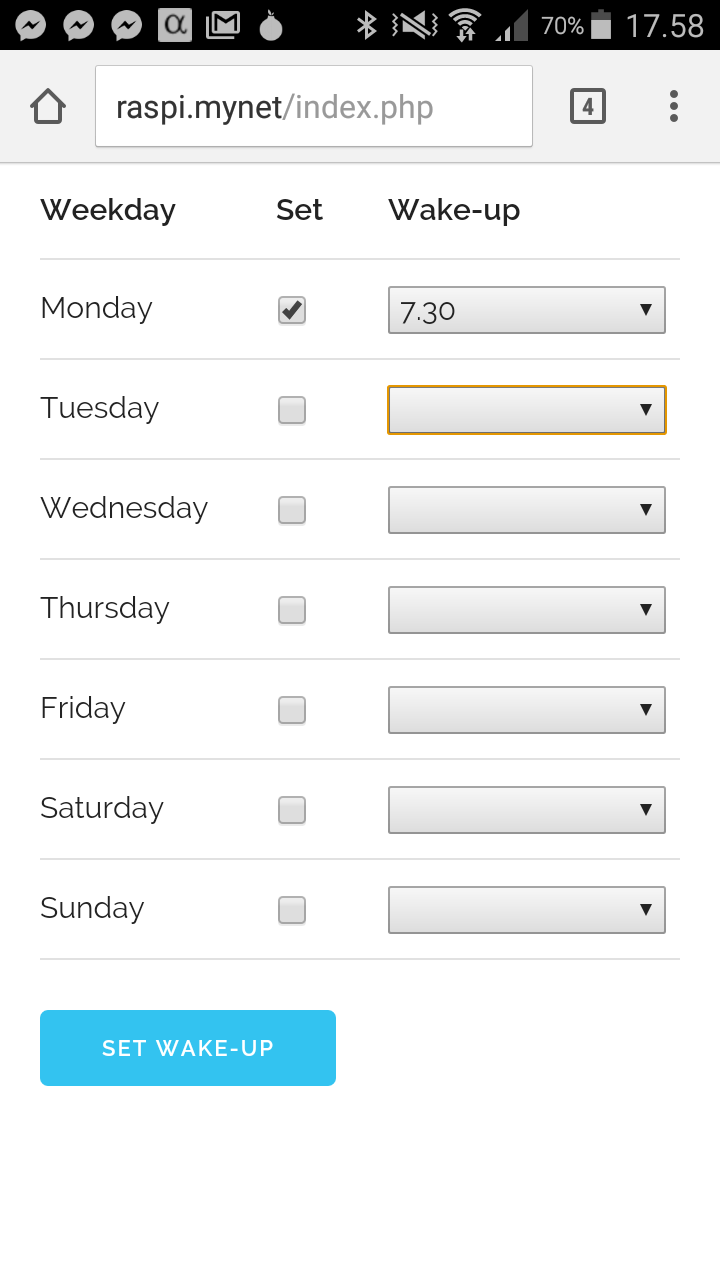 70% 17.58
raspi.mynet/index.php 4
Weekday Set Wake-up
Monday 7.30
Tuesday
Wednesday
Thursday
Friday
Saturday
Sunday
SET WAKE-UP